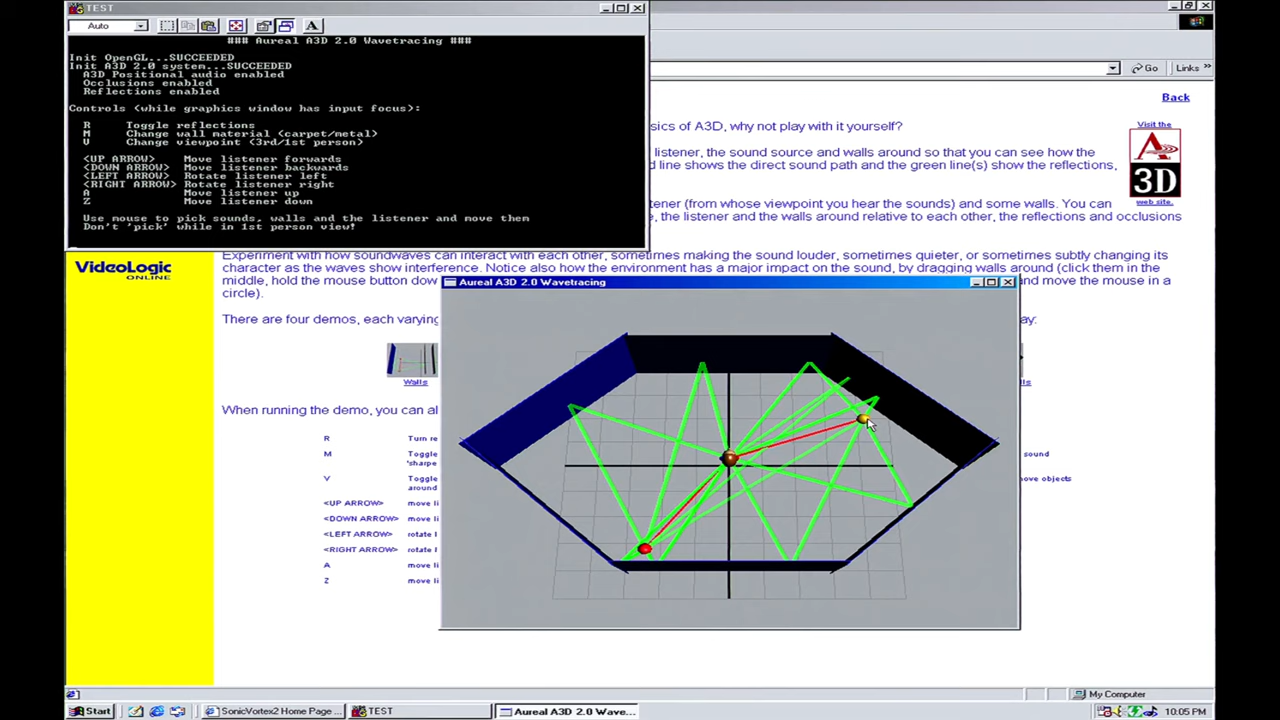 TEST
Auto
A
### Aureal A3D 2.0 Wavetracing ###
Init OpenGL...SUCCEEDED
Init A3D 2.0 system...SUCCEEDED
A3D Positional audio enabled
Occlusions enabled
Reflections enabled
Controls (while graphics window has input focus):
R Toggle reflections
M Change wall material (carpet/metal)
V Change viewpoint (3rd/1st person)
<UP ARROW> Move listener forwards
<DOWN ARROW> Move listener backwards
<LEFT ARROW> Rotate listener left
<RIGHT ARROW> Rotate listener right
A Move listener up
Z Move listener down
Use mouse to pick sounds, walls and the listener and move them
Don't 'pick' while in 1st person view!
Go Links »
Back
sics of A3D, why not play with it yourself?
listener, the sound source and walls around so that you can see how the
d line shows the direct sound path and the green line(s) show the reflections,
tener (from whose viewpoint you hear the sounds) and some walls. You can
e, the listener and the walls around relative to each other, the reflections and occlusions
Visit the
A
3D
web site.
VideoLogic
ONLINE
Experiment with how soundwaves can interact with each other, sometimes making the sound louder, sometimes quieter, or sometimes subtly changing its
character as the waves show interference. Notice also how the environment has a major impact on the sound, by dragging walls around (click them in the
middle, hold the mouse button dow
and move the mouse in a
circle).
There are four demos, each varying
ay:
Aureal A3D 2.0 Wavetracing
Walls
ls
When running the demo, you can al
R Turn re
M Toggle
'sharpe
sound
V Toggle
around
move objects
<UP ARROW> move li
<DOWN ARROW> move li
<LEFT ARROW> rotate l
<RIGHT ARROW> rotate l
A move li
Z move li
My Computer
Start
SonicVortex2 Home Page ...
TEST
Aureal A3D 2.0 Wave...
10:05 PM